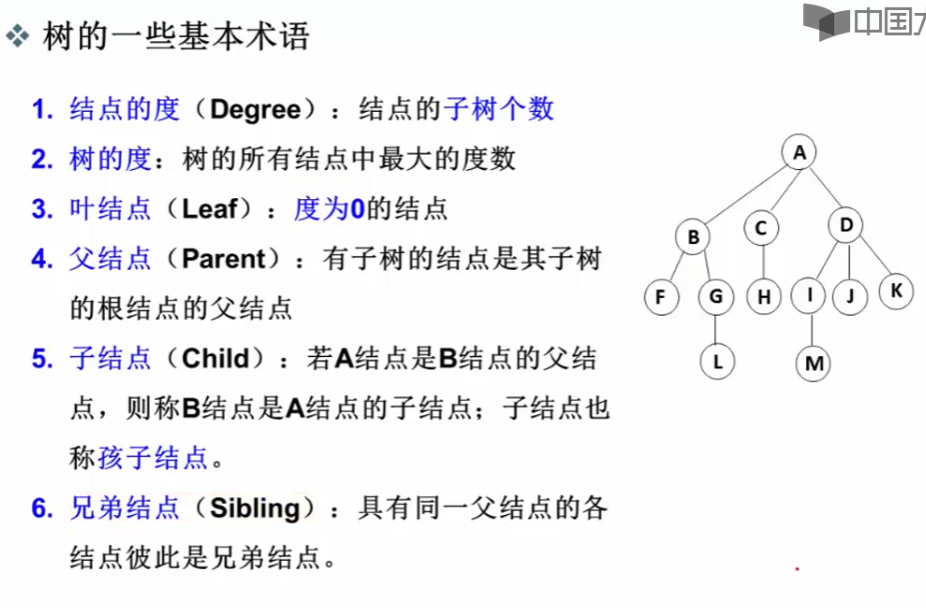 中国
树的一些基本术语
1. 结点的度（Degree）：结点的子树个数
2. 树的度：树的所有结点中最大的度数
3. 叶结点（Leaf）：度为0的结点
4. 父结点（Parent）：有子树的结点是其子树
的根结点的父结点
5. 子结点（Child）：若A结点是B结点的父结
点，则称B结点是A结点的子结点；子结点也
称孩子结点。
6. 兄弟结点（Sibling）：具有同一父结点的各
结点彼此是兄弟结点。
A
B C D
F G H I J K
L M